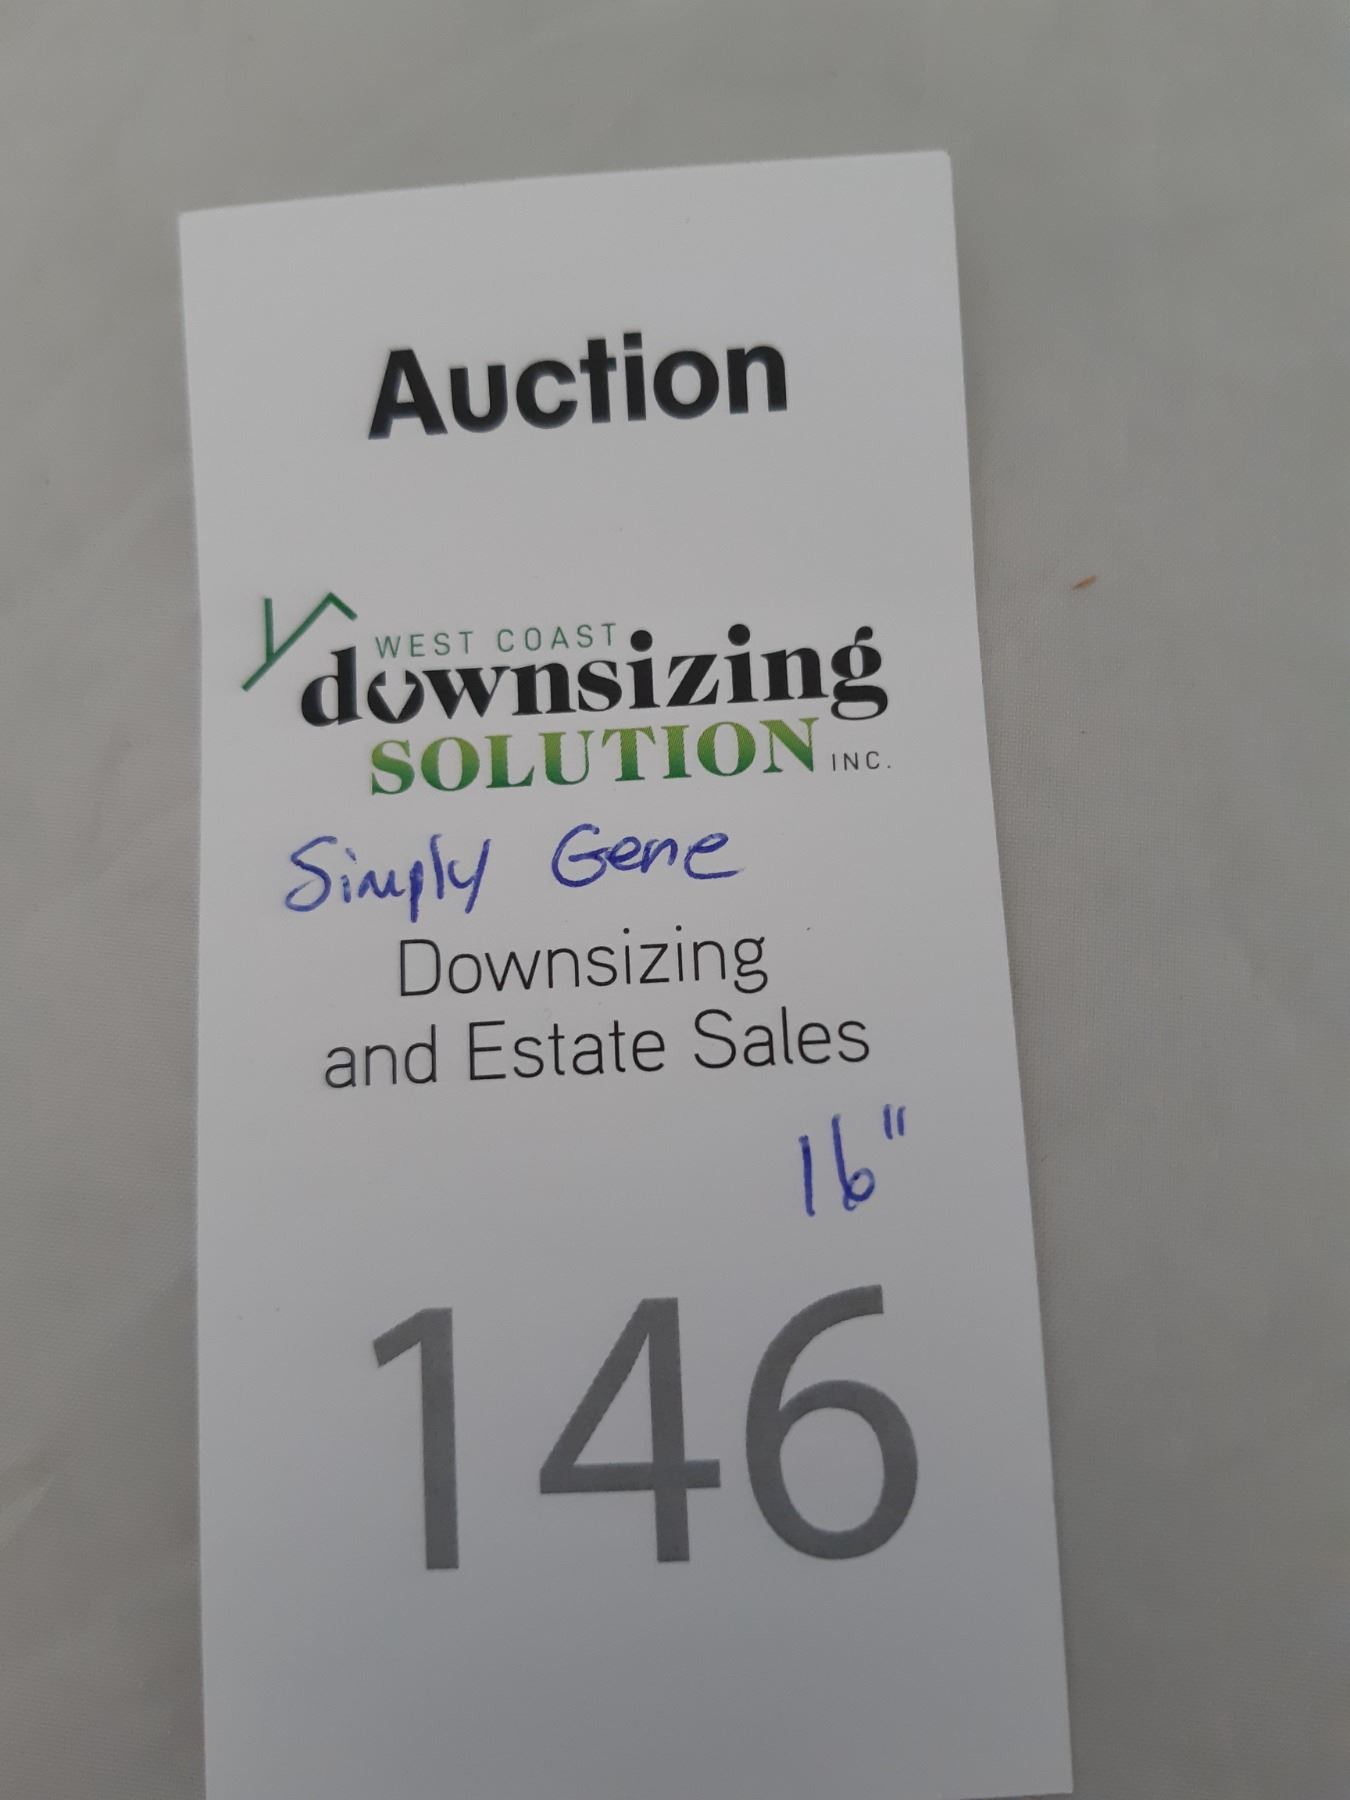 Auction
WEST COAST
downsizing
SOLUTION INC.
Simply Gene
Downsizing
and Estate Sales
16"
146